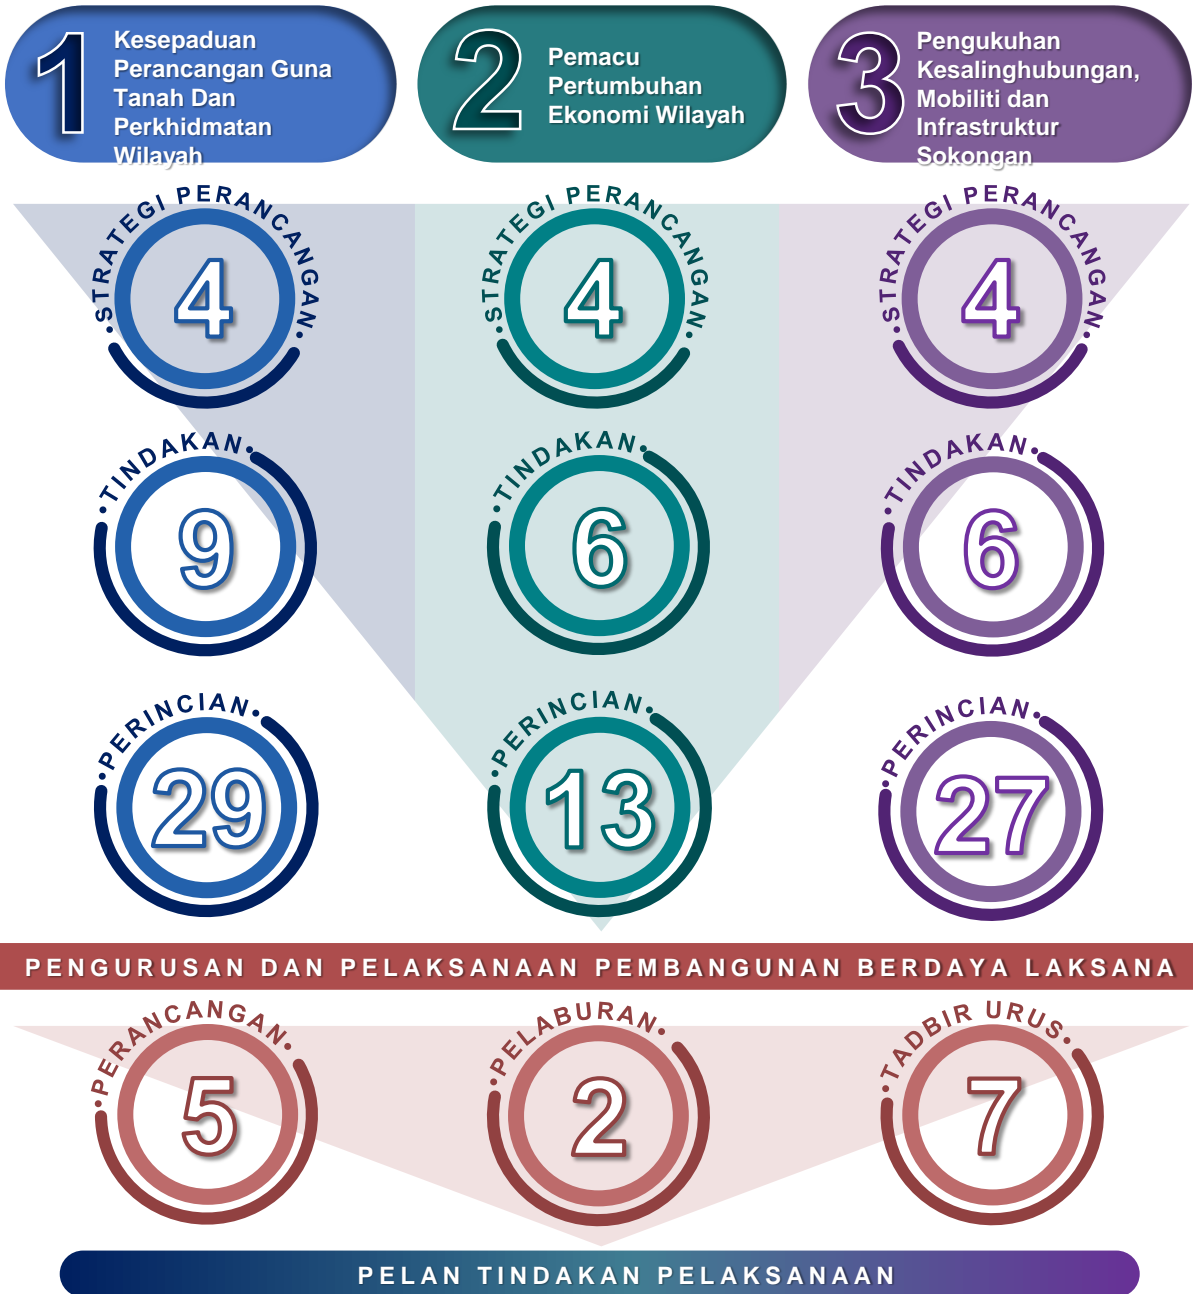 1
Kesepaduan
Perancangan Guna
Tanah Dan
Perkhidmatan
Wilayah
2
Pemacu
Pertumbuhan
Ekonomi Wilayah
3
Pengukuhan
Kesalinghubungan,
Mobiliti dan
Infrastruktur
Sokongan
•STRATEGI PERANCANGAN•
4
•STRATEGI PERANCANGAN•
4
•STRATEGI PERANCANGAN•
4
•TINDAKAN•
9
•TINDAKAN•
6
•TINDAKAN•
6
•PERINCIAN•
29
•PERINCIAN•
13
•PERINCIAN•
27
PENGURUSAN DAN PELAKSANAAN PEMBANGUNAN BERDAYA LAKSANA
•PERANCANGAN•
5
•PELABURAN•
2
•TADBIR URUS•
7
PELAN TINDAKAN PELAKSANAAN